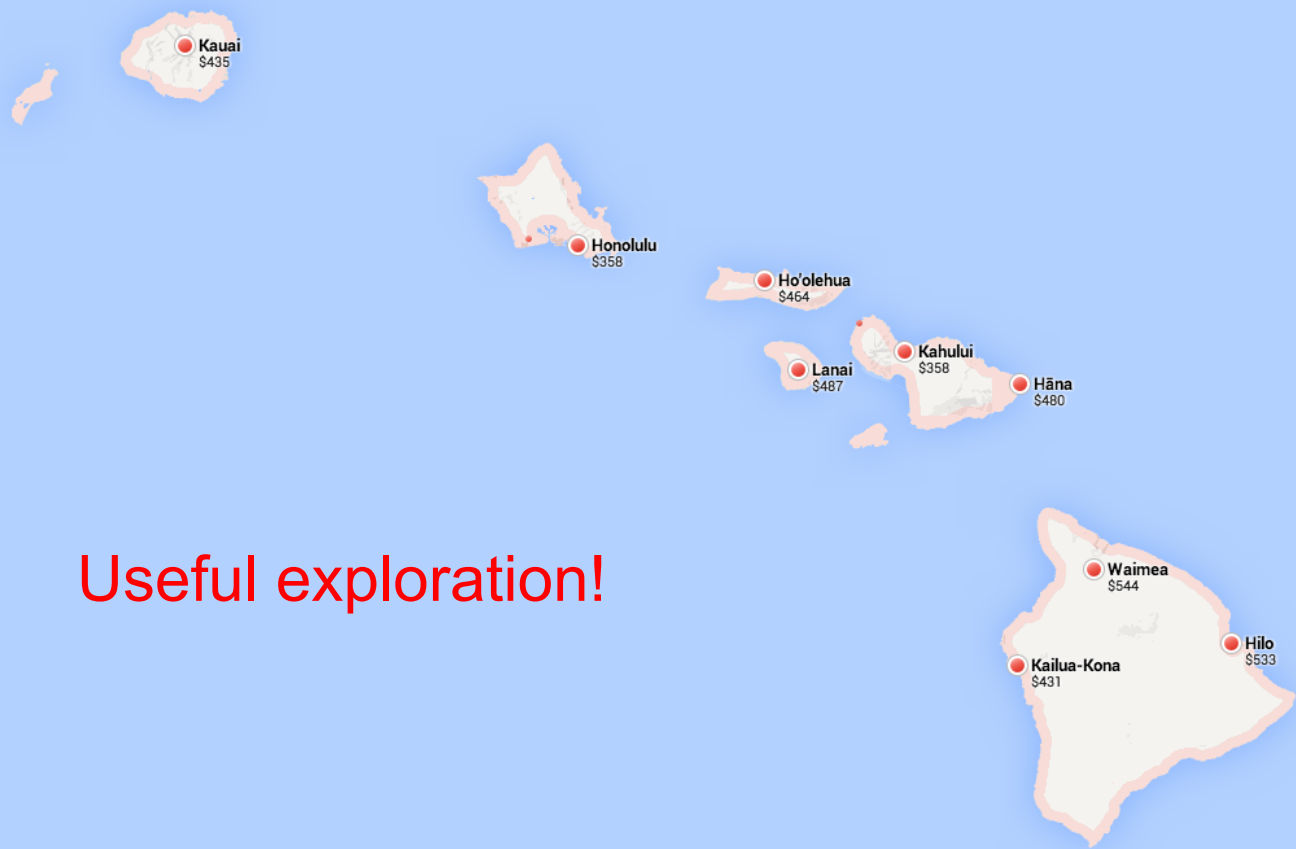 Kauai
$435
Honolulu
$358
Ho'olehua
$464
Kahului
$358
Lanai
$487
Hāna
$480
Useful exploration!
Waimea
$544
Hilo
$533
Kailua-Kona
$431